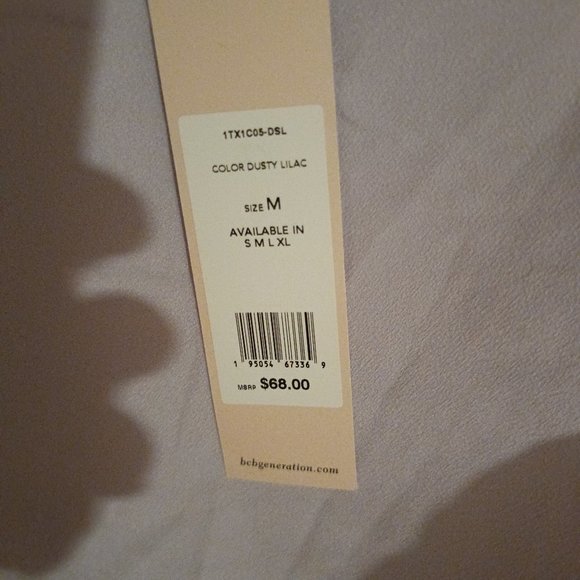 1TX1C05-DSL
COLOR DUSTY LILAC
SIZE M
AVAILABLE IN
S M L XL
1 95054 67336 9
MSRP $68.00
bcbgeneration.com